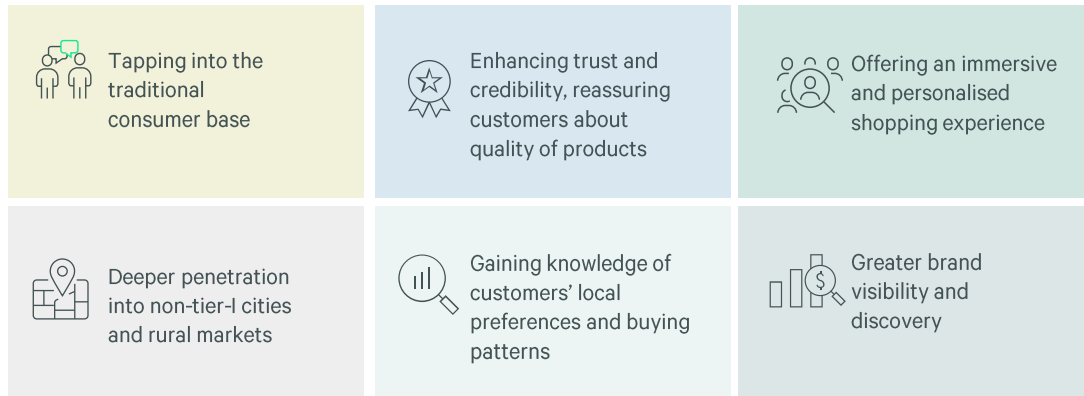 Tapping into the
traditional
consumer base
Enhancing trust and
credibility, reassuring
customers about
quality of products
Offering an immersive
and personalised
shopping experience
Deeper penetration
into non-tier-I cities
and rural markets
Gaining knowledge of
customers’ local
preferences and buying
patterns
Greater brand
visibility and
discovery